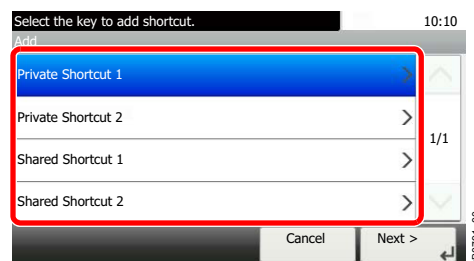 Select the key to add shortcut. 10:10
Add
Private Shortcut 1
Private Shortcut 2
1/1
Shared Shortcut 1
Shared Shortcut 2
Cancel Next >